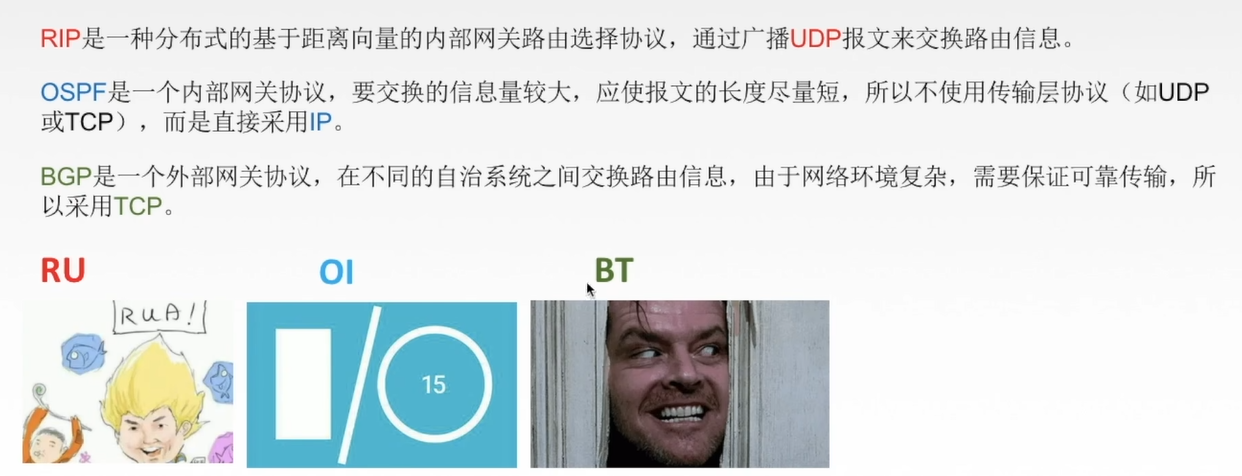 RIP是一种分布式的基于距离向量的内部网关路由选择协议，通过广播UDP报文来交换路由信息。
OSPF是一个内部网关协议，要交换的信息量较大，应使报文的长度尽量短，所以不使用传输层协议（如UDP
或TCP），而是直接采用IP。
BGP是一个外部网关协议，在不同的自治系统之间交换路由信息，由于网络环境复杂，需要保证可靠传输，所
以采用TCP。
RU
OI
BT
RUA!
15